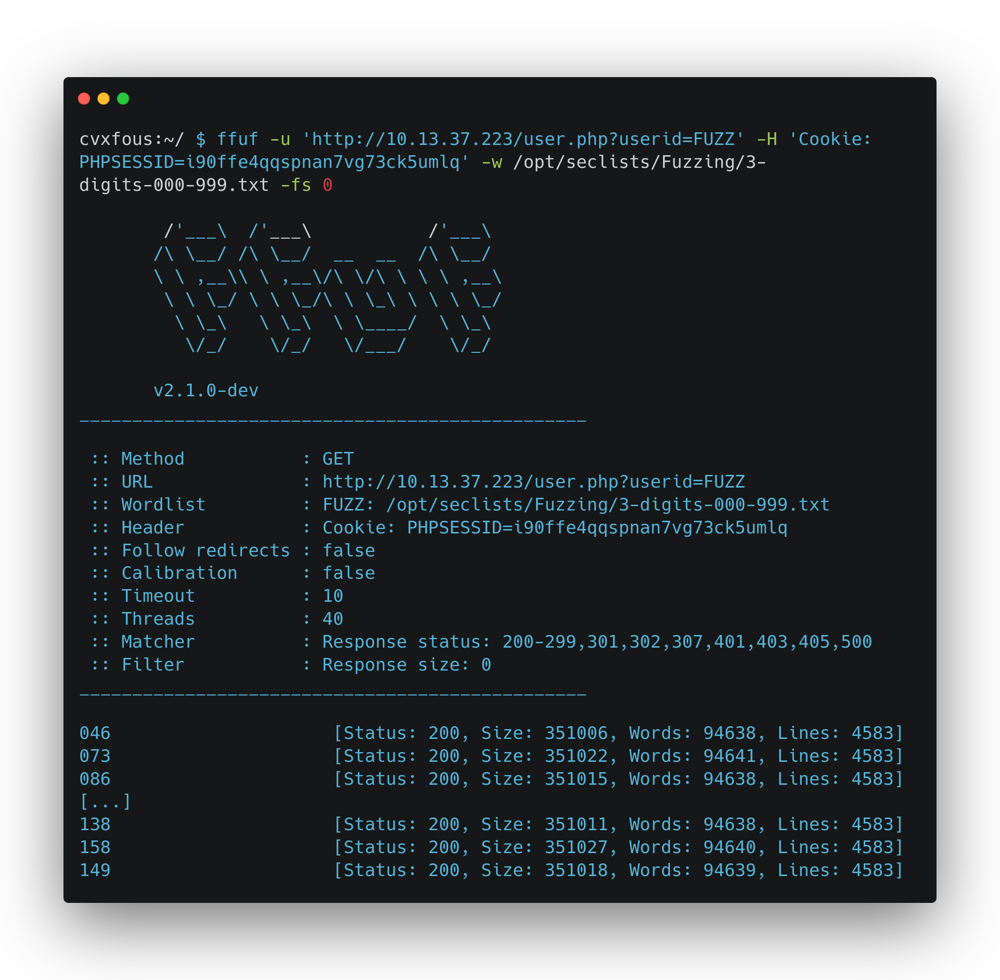 cvxfous:~/ $ ffuf -u 'http://10.13.37.223/user.php?userid=FUZZ' -H 'Cookie:
PHPSESSID=i90ffe4qqspnan7vg73ck5umlq' -w /opt/seclists/Fuzzing/3-
digits-000-999.txt -fs 0
        /'___\  /'___\           /'___\
       /\ \__/ /\ \__/  __  __  /\ \__/
       \ \ ,__\\ \ ,__\/\ \/\ \ \ \ ,__\
        \ \ \_/ \ \ \_/\ \ \_\ \ \ \ \_/
         \ \_\   \ \_\  \ \____/  \ \_\
          \/_/    \/_/   \/___/    \/_/
       v2.1.0-dev
________________________________________________
 :: Method           : GET
 :: URL              : http://10.13.37.223/user.php?userid=FUZZ
 :: Wordlist         : FUZZ: /opt/seclists/Fuzzing/3-digits-000-999.txt
 :: Header           : Cookie: PHPSESSID=i90ffe4qqspnan7vg73ck5umlq
 :: Follow redirects : false
 :: Calibration      : false
 :: Timeout          : 10
 :: Threads          : 40
 :: Matcher          : Response status: 200-299,301,302,307,401,403,405,500
 :: Filter           : Response size: 0
________________________________________________
046                     [Status: 200, Size: 351006, Words: 94638, Lines: 4583]
073                     [Status: 200, Size: 351022, Words: 94641, Lines: 4583]
086                     [Status: 200, Size: 351015, Words: 94638, Lines: 4583]
[...]
138                     [Status: 200, Size: 351011, Words: 94638, Lines: 4583]
158                     [Status: 200, Size: 351027, Words: 94640, Lines: 4583]
149                     [Status: 200, Size: 351018, Words: 94639, Lines: 4583]